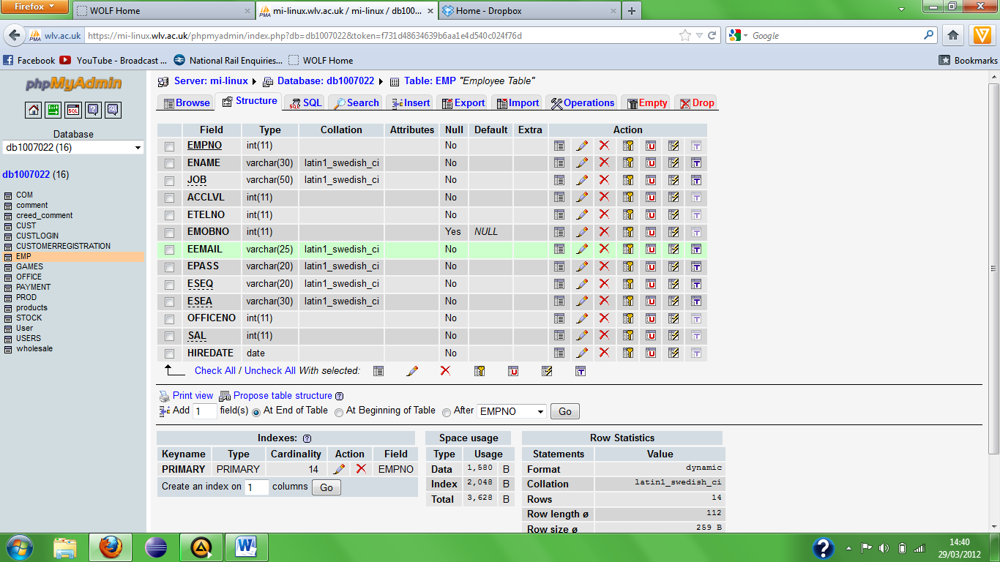 Firefox
WOLF Home
mi-linux.wlv.ac.uk / mi-linux / db100...
Home - Dropbox
wlv.ac.uk
https://mi-linux.wlv.ac.uk/phpmyadmin/index.php?db=db1007022&token=f731d48634639b6aa1e4d540c024f76d
Google
Facebook YouTube - Broadcast ... National Rail Enquiries... WOLF Home Bookmarks
phpMyAdmin
Database
db1007022 (16)
db1007022 (16)
COM
comment
creed_comment
CUST
CUSTLOGIN
CUSTOMERREGISTRATION
EMP
GAMES
OFFICE
PAYMENT
PROD
products
STOCK
User
USERS
wholesale
Server: mi-linux Database: db1007022 Table: EMP "Employee Table"
Browse Structure SQL Search Insert Export Import Operations Empty Drop
Field Type Collation Attributes Null Default Extra Action
EMPNO int(11) No
ENAME varchar(30) latin1_swedish_ci No
JOB varchar(50) latin1_swedish_ci No
ACCLVL int(11) No
ETELNO int(11) No
EMOBNO int(11) Yes NULL
EEMAIL varchar(25) latin1_swedish_ci No
EPASS varchar(20) latin1_swedish_ci No
ESEQ varchar(20) latin1_swedish_ci No
ESEA varchar(30) latin1_swedish_ci No
OFFICENO int(11) No
SAL int(11) No
HIREDATE date No
Check All / Uncheck All With selected:
Print view Propose table structure
Add 1 field(s) At End of Table At Beginning of Table After EMPNO Go
Indexes:
Keyname Type Cardinality Action Field
PRIMARY PRIMARY 14 EMPNO
Create an index on 1 columns Go
Space usage
Type Usage
Data 1,580 B
Index 2,048 B
Total 3,628 B
Row Statistics
Statements Value
Format dynamic
Collation latin1_swedish_ci
Rows 14
Row length ø 112
Row size ø 259 B
14:40
29/03/2012